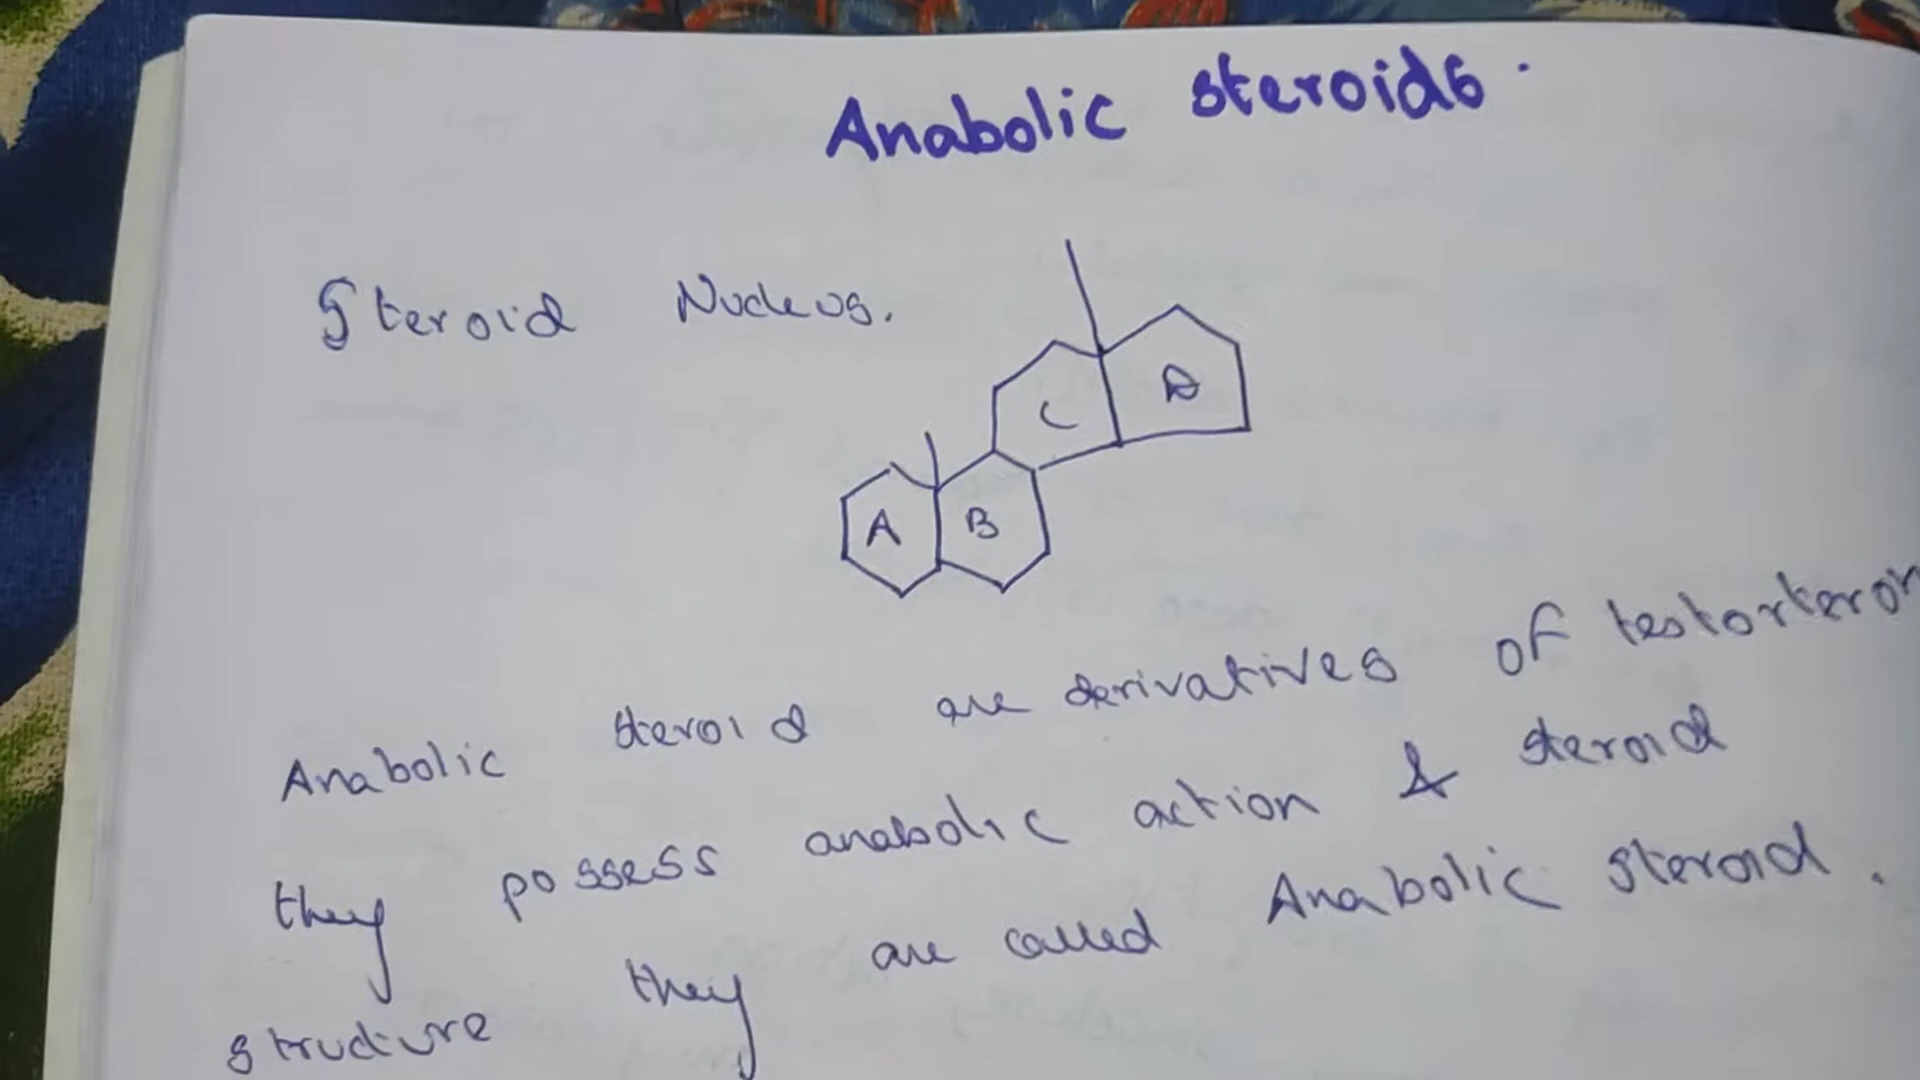 Anabolic steroids.
Steroid Nucleus.
C D
A B
Anabolic steroid are derivatives of
they possess anabolic action & steroid
structure they are called Anabolic steroid.